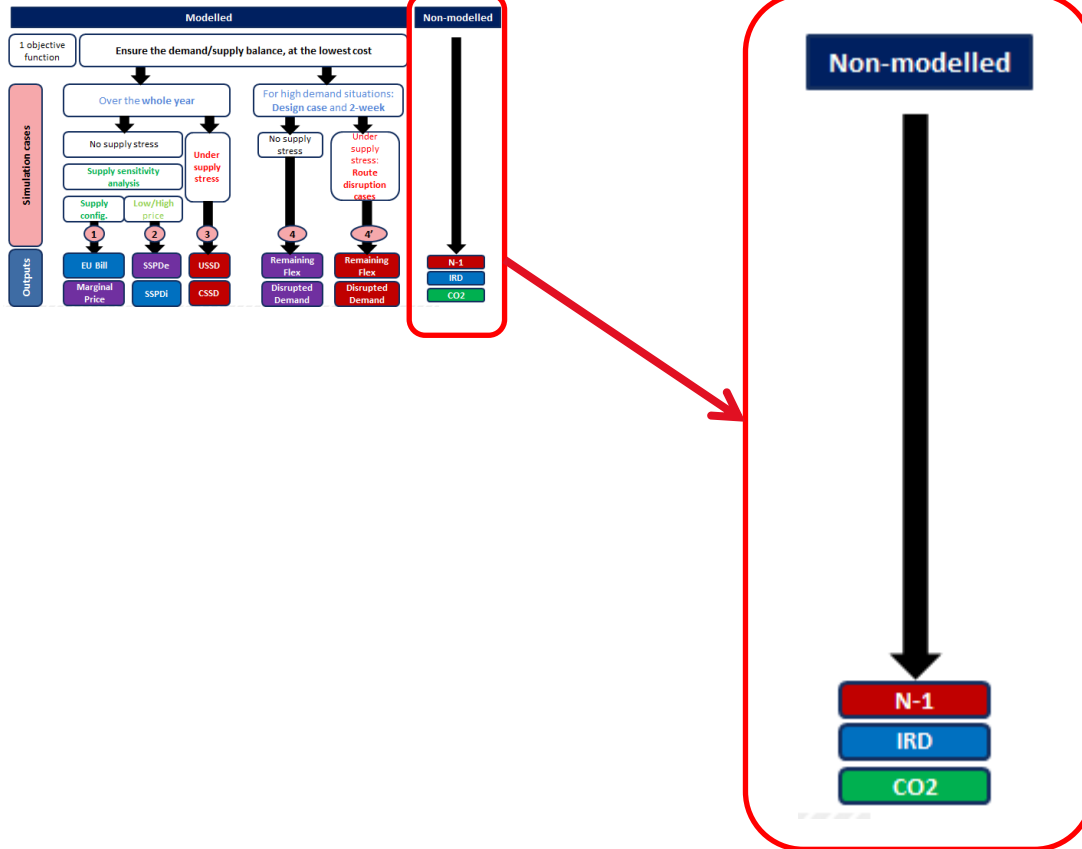 Modelled
Non-modelled
1 objective
function
Ensure the demand/supply balance, at the lowest cost
Simulation cases
Over the whole year
For high demand situations:
Design case and 2-week
No supply stress
Under
supply
stress
No supply
stress
Under
supply
stress:
Route
disruption
cases
Supply sensitivity
analysis
Supply
config.
Low/High
price
1
2
3
4
4'
Outputs
EU Bill
SSPDe
USSD
Remaining
Flex
Remaining
Flex
Marginal
Price
SSPDi
CSSD
Disrupted
Demand
Disrupted
Demand
N-1
IRD
CO2
Non-modelled
N-1
IRD
CO2